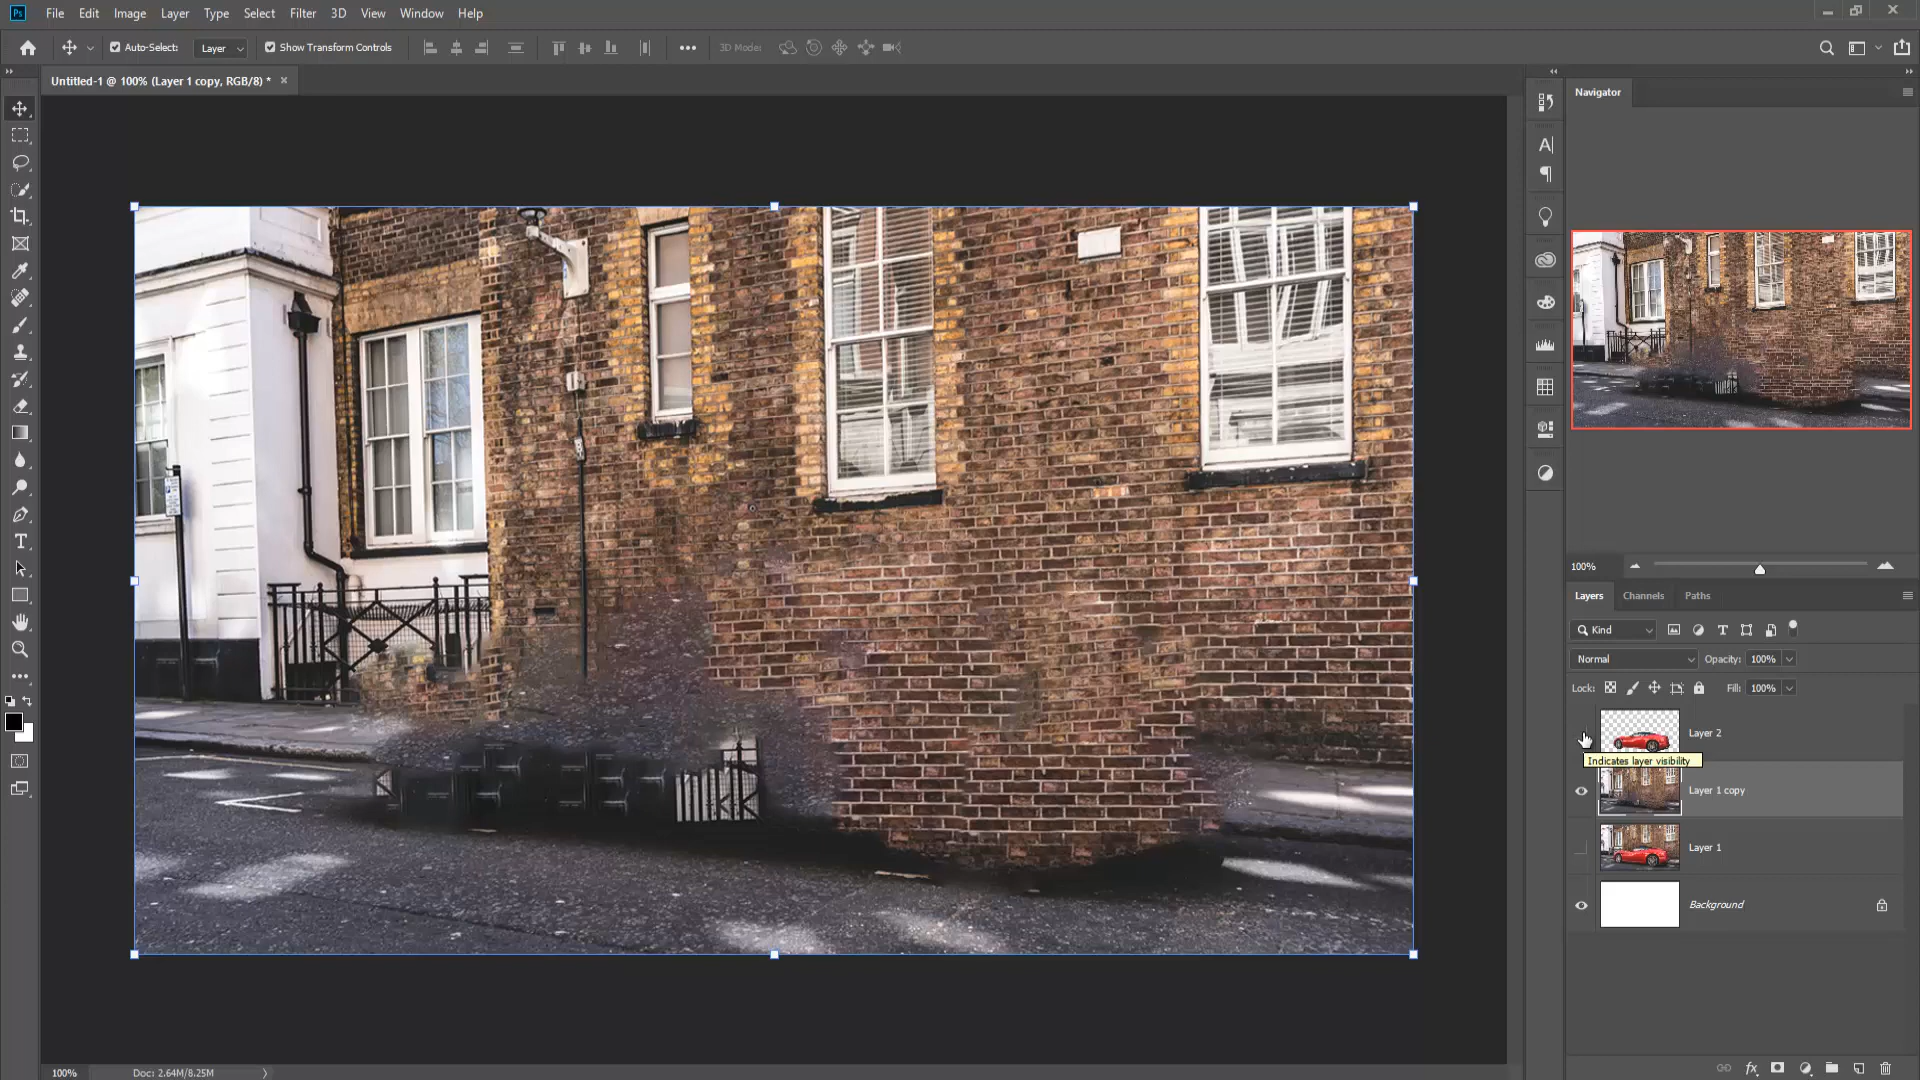 Ps File Edit Image Layer Type Select Filter 3D View Window Help
Auto-Select: Layer Show Transform Controls 3D Mode:
Untitled-1 @ 100% (Layer 1 copy, RGB/8) *
Navigator
100%
Layers Channels Paths
Kind
Normal Opacity: 100%
Lock: Fill: 100%
Layer 2
Indicates layer visibility
Layer 1 copy
Layer 1
Background
100% Doc: 2.64M/8.25M